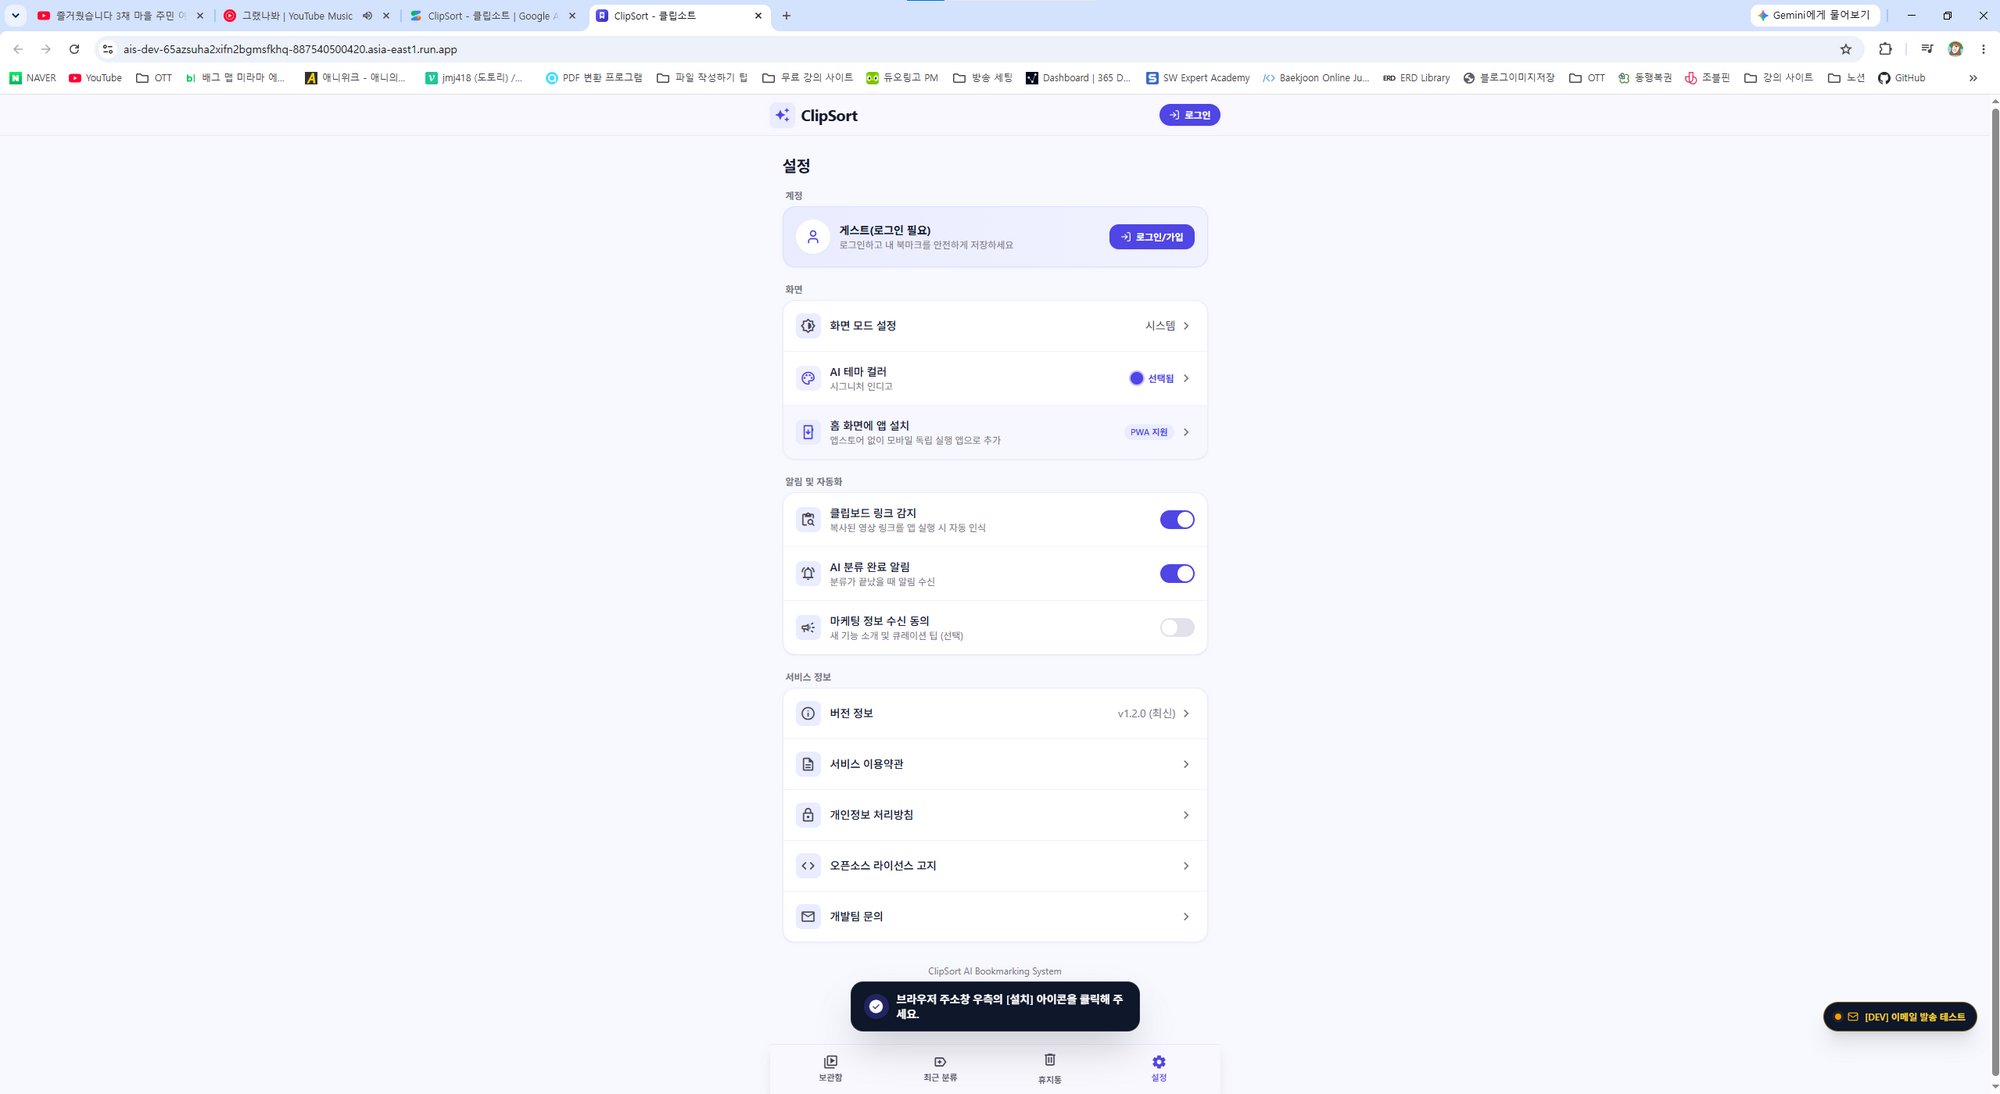 즐거웠습니다 3재 마을 주민 여
그랬나봐 | YouTube Music
ClipSort - 클립소트 | Google A
ClipSort - 클립소트
Gemini에게 물어보기
ais-dev-65azsuha2xifn2bgmsfkhq-887540500420.asia-east1.run.app
NAVER
YouTube
OTT
배그 맵 미라마 에...
애니위크 - 애니의...
jmj418 (도토리) /...
PDF 변환 프로그램
파일 작성하기 팁
무료 강의 사이트
듀오링고 PM
방송 세팅
Dashboard | 365 D...
SW Expert Academy
Baekjoon Online Ju...
ERD Library
블로그이미지저장
OTT
동행복권
조블핀
강의 사이트
노션
GitHub
ClipSort
로그인
설정
계정
게스트(로그인 필요)
로그인하고 내 북마크를 안전하게 저장하세요
로그인/가입
화면
화면 모드 설정
시스템
AI 테마 컬러
시그니처 인디고
선택됨
홈 화면에 앱 설치
앱스토어 없이 모바일 독립 실행 앱으로 추가
PWA 지원
알림 및 자동화
클립보드 링크 감지
복사된 영상 링크를 앱 실행 시 자동 인식
AI 분류 완료 알림
분류가 끝났을 때 알림 수신
마케팅 정보 수신 동의
새 기능 소개 및 큐레이션 팁 (선택)
서비스 정보
버전 정보
v1.2.0 (최신)
서비스 이용약관
개인정보 처리방침
오픈소스 라이선스 고지
개발팀 문의
ClipSort AI Bookmarking System
브라우저 주소창 우측의 [설치] 아이콘을 클릭해 주
세요.
[DEV] 이메일 발송 테스트
보관함
최근 분류
휴지통
설정